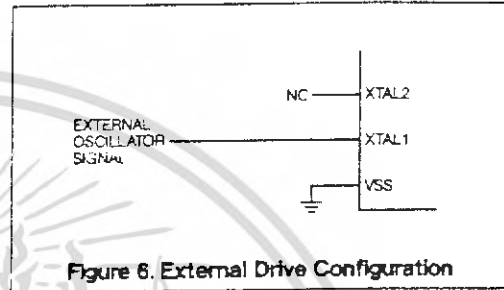 NC
XTAL2
EXTERNAL
OSCILLATOR
SIGNAL
XTAL1
VSS
Figure 6. External Drive Configuration